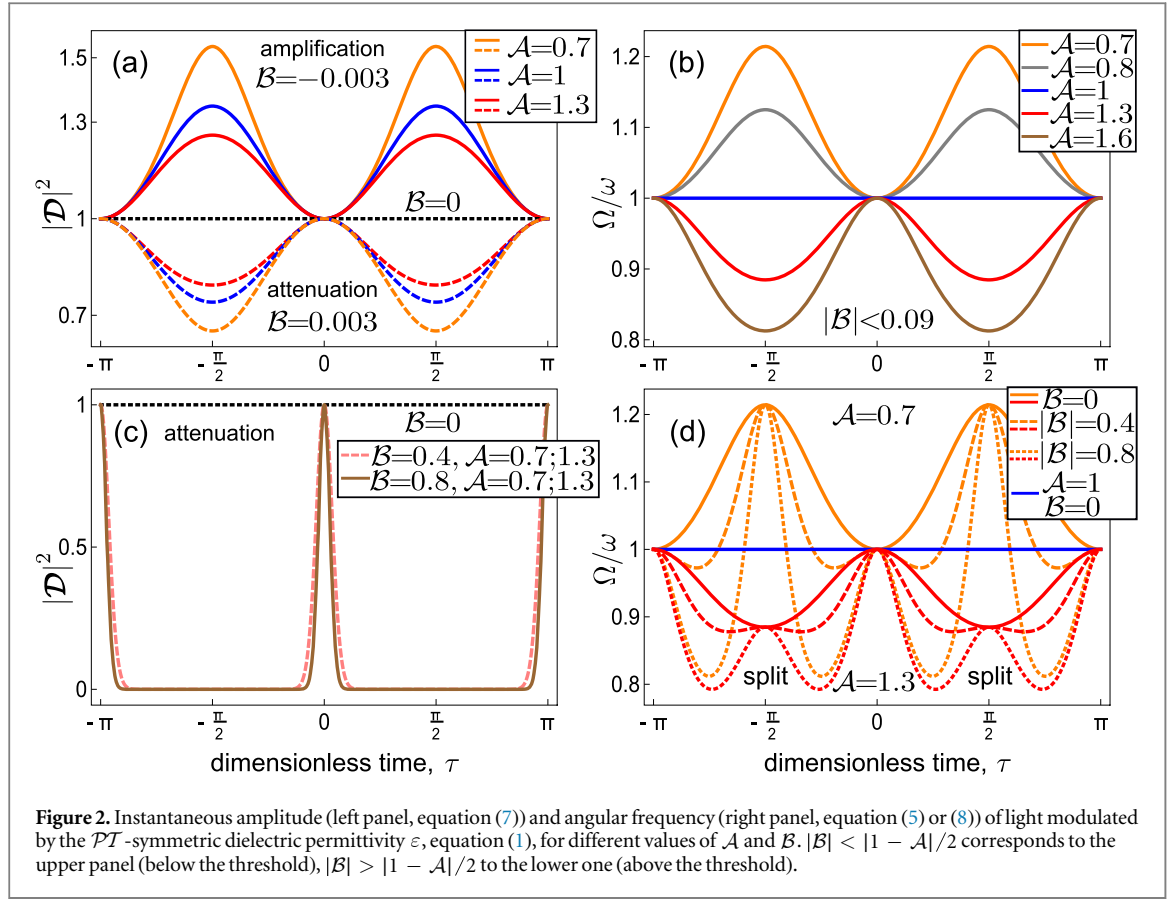 (a)
amplification
ℬ=−0.003
𝒜=0.7
𝒜=1
𝒜=1.3
1.5
1.3
1
0.7
|𝒟|²
ℬ=0
attenuation
ℬ=0.003
-π
-π/2
0
π/2
π
(b)
𝒜=0.7
𝒜=0.8
𝒜=1
𝒜=1.3
𝒜=1.6
1.2
1.1
1
0.9
0.8
Ω/ω
|ℬ|<0.09
-π
-π/2
0
π/2
π
(c)
attenuation
ℬ=0
ℬ=0.4, 𝒜=0.7;1.3
ℬ=0.8, 𝒜=0.7;1.3
1
0.5
0
|𝒟|²
-π
-π/2
0
π/2
π
dimensionless time, τ
(d)
𝒜=0.7
ℬ=0
|ℬ|=0.4
|ℬ|=0.8
𝒜=1
ℬ=0
1.2
1.1
1
0.9
0.8
Ω/ω
split
𝒜=1.3
split
-π
-π/2
0
π/2
π
dimensionless time, τ
Figure 2. Instantaneous amplitude (left panel, equation (7)) and angular frequency (right panel, equation (5) or (8)) of light modulated
by the 𝒫𝒯-symmetric dielectric permittivity ε, equation (1), for different values of 𝒜 and ℬ. |ℬ| < |1 − 𝒜|/2 corresponds to the
upper panel (below the threshold), |ℬ| > |1 − 𝒜|/2 to the lower one (above the threshold).